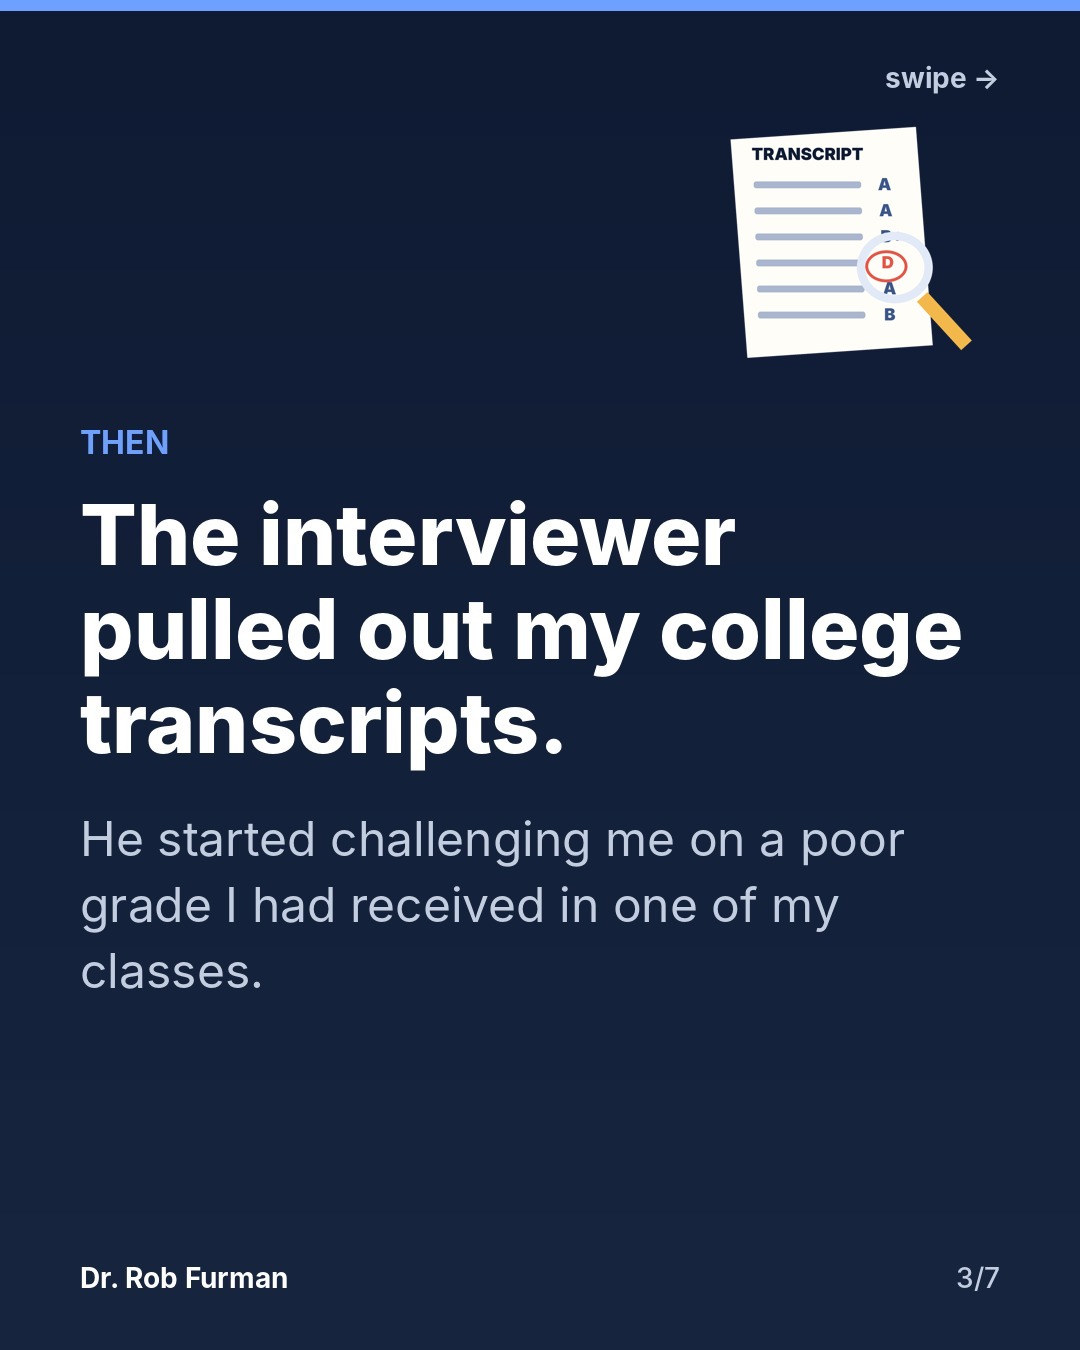 swipe →
TRANSCRIPT
A
A
D
A
B
THEN
The interviewer
pulled out my college
transcripts.
He started challenging me on a poor
grade I had received in one of my
classes.
Dr. Rob Furman
3/7